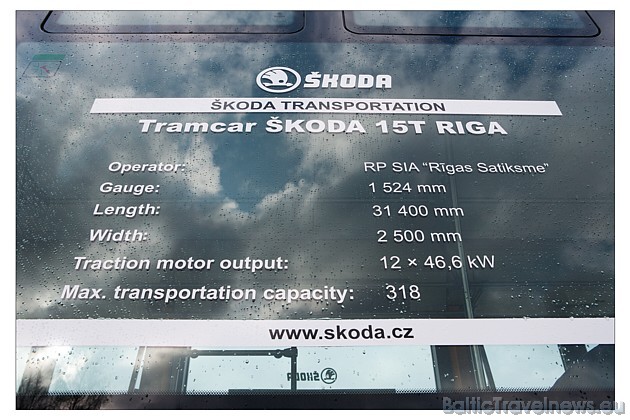 ŠKODA
ŠKODA TRANSPORTATION
Tramcar ŠKODA 15T RIGA
Operator: RP SIA “Rīgas Satiksme”
Gauge: 1 524 mm
Length: 31 400 mm
Width: 2 500 mm
Traction motor output: 12 × 46,6 kW
Max. transportation capacity: 318
www.skoda.cz
ŠKODA
BalticTravelnews.eu